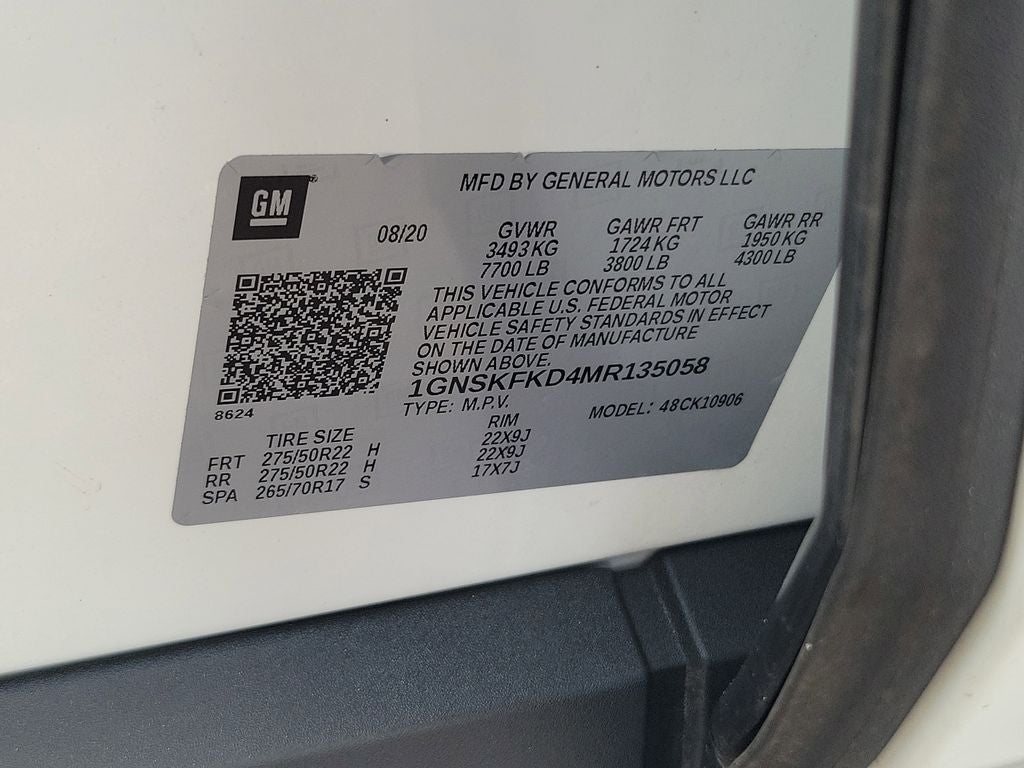 GM
MFD BY GENERAL MOTORS LLC
08/20
GVWR GAWR FRT GAWR RR
3493 KG 1724 KG 1950 KG
7700 LB 3800 LB 4300 LB
THIS VEHICLE CONFORMS TO ALL
APPLICABLE U.S. FEDERAL MOTOR
VEHICLE SAFETY STANDARDS IN EFFECT
ON THE DATE OF MANUFACTURE
SHOWN ABOVE.
1GNSKFKD4MR135058
8624
TYPE: M.P.V. MODEL: 48CK10906
TIRE SIZE RIM
FRT 275/50R22 H 22X9J
RR 275/50R22 H 22X9J
SPA 265/70R17 S 17X7J